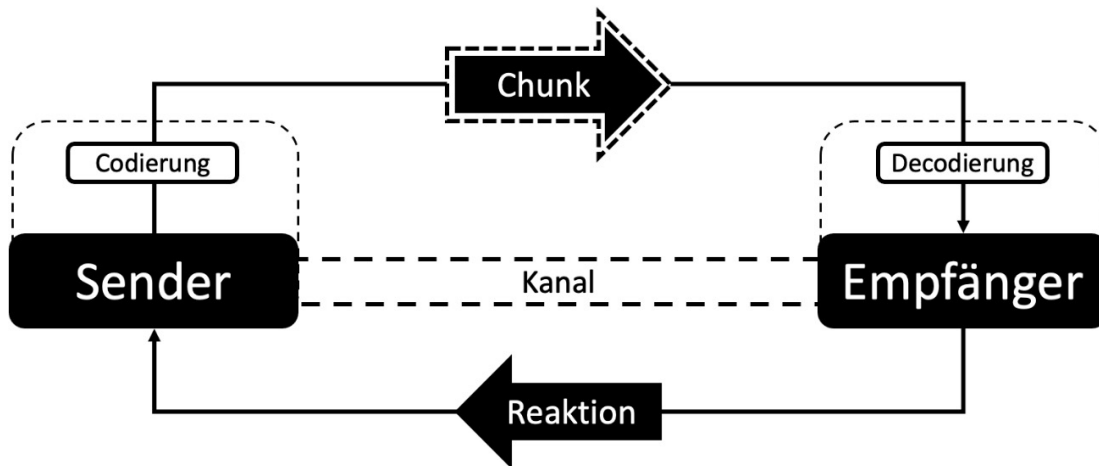 Chunk
Codierung
Decodierung
Sender
Kanal
Empfänger
Reaktion